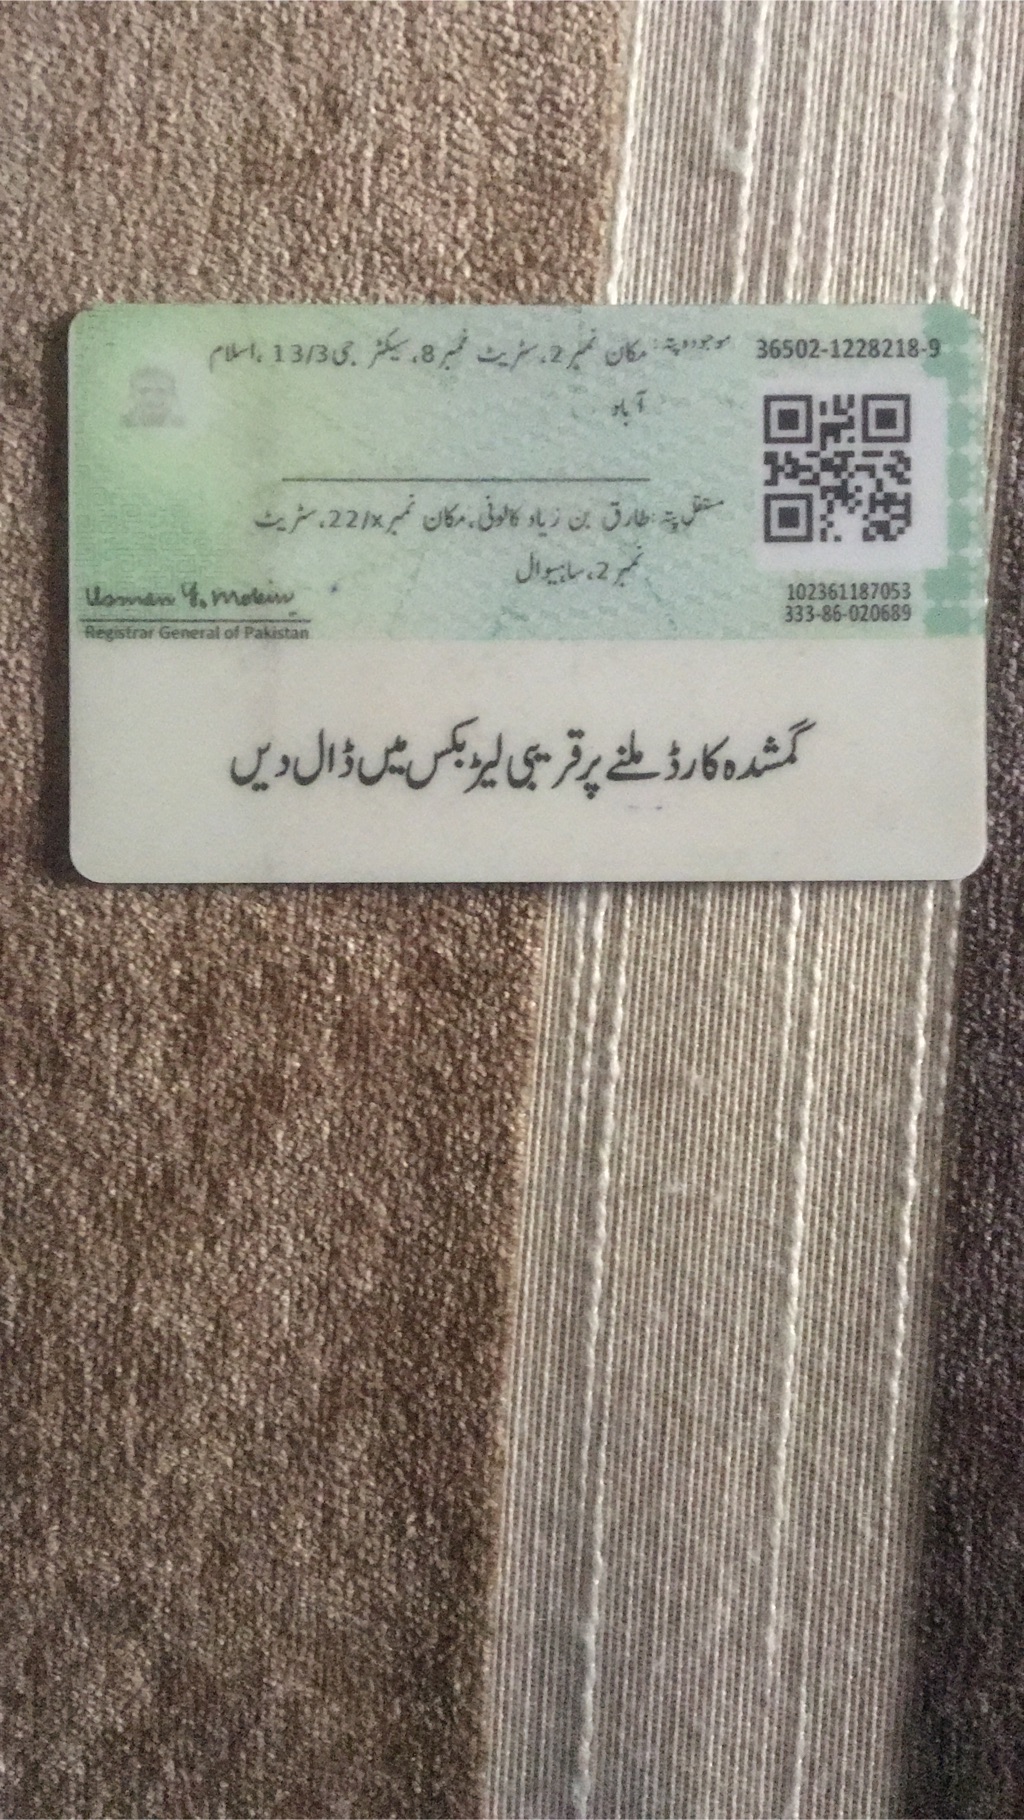 36502-1228218-9
موجودہ پتہ: مکان نمبر 2، سٹریٹ نمبر 8، سیکٹر جی 13/3، اسلام
آباد
مستقل پتہ: طارق بن زیاد کالونی، مکان نمبر 22/x، سٹریٹ
نمبر 2، ساہیوال
102361187053
333-86-020689
Usman Y. Mobin
Registrar General of Pakistan
گمشدہ کارڈ ملنے پر قریبی لیٹر بکس میں ڈال دیں